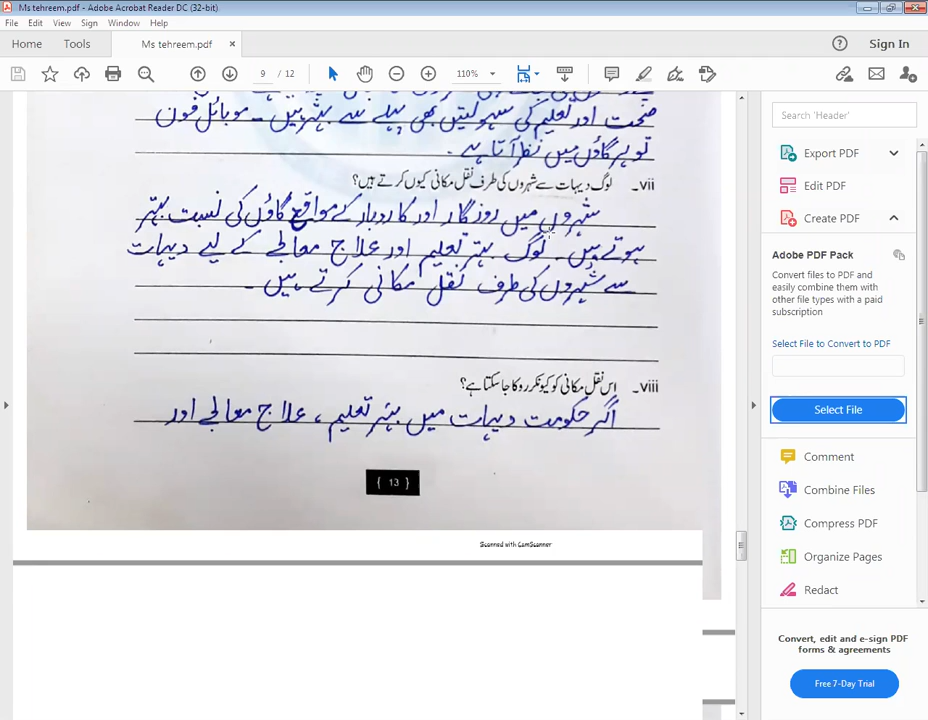 Ms tehreem.pdf - Adobe Acrobat Reader DC (32-bit)
File Edit View Sign Window Help
Home Tools Ms tehreem.pdf × Sign In
9 / 12 110%
صحت اور تعلیم کی سہولتیں بھی پہلے سے بہتر ہیں۔ موبائل فون
تو ہر گاؤں میں نظر آتا ہے۔
vii۔ لوگ دیہات سے شہروں کی طرف نقل مکانی کیوں کرتے ہیں؟
شہروں میں روزگار اور کاروبار کے مواقع گاؤں کی نسبت بہتر
ہوتے ہیں۔ لوگ بہتر تعلیم اور علاج معالجے کے لیے دیہات
سے شہروں کی طرف نقل مکانی کرتے ہیں۔
viii۔ اس نقل مکانی کو کیونکر روکا جا سکتا ہے؟
اگر حکومت دیہات میں بہتر تعلیم، علاج معالجے اور
{ 13 }
Scanned with CamScanner
Search 'Header'
Export PDF
Edit PDF
Create PDF
Adobe PDF Pack
Convert files to PDF and
easily combine them with
other file types with a paid
subscription
Select File to Convert to PDF
Select File
Comment
Combine Files
Compress PDF
Organize Pages
Redact
Convert, edit and e-sign PDF
forms & agreements
Free 7-Day Trial